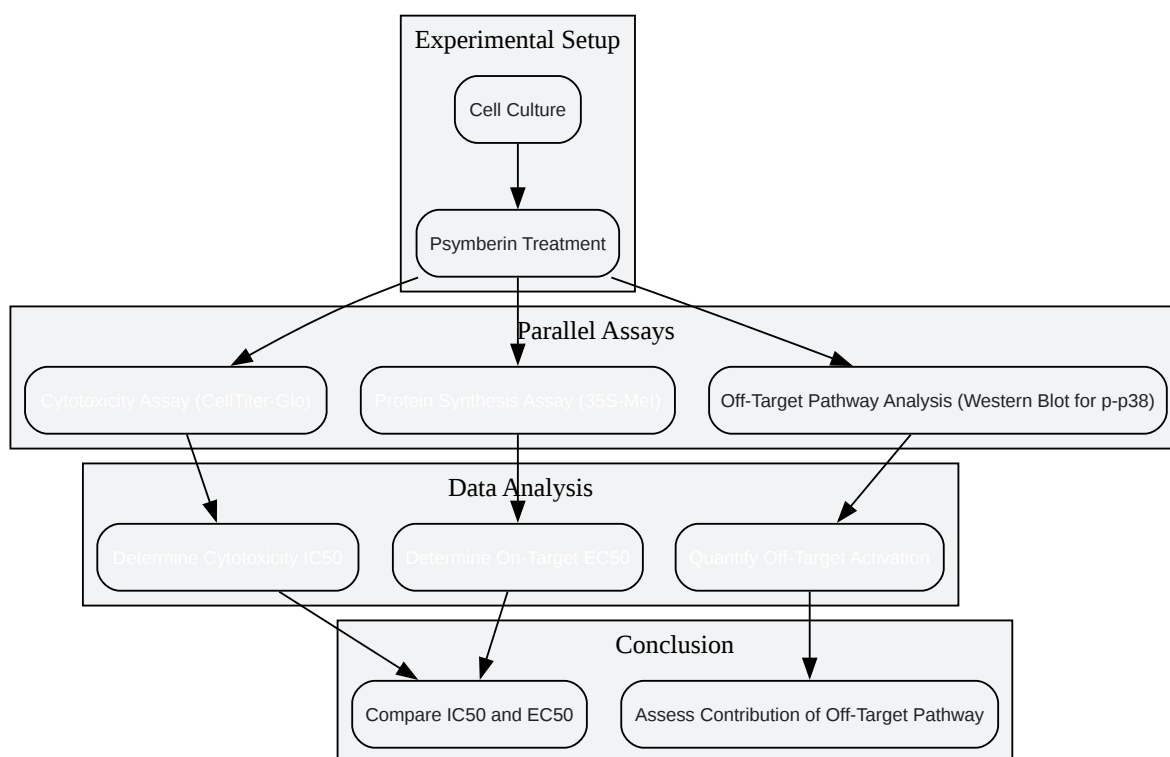 Experimental Setup
Cell Culture
Psymberin Treatment
Parallel Assays
Cytotoxicity Assay (CellTiter-Glo)
Protein Synthesis Assay (35S-Met)
Off-Target Pathway Analysis (Western Blot for p-p38)
Data Analysis
Determine Cytotoxicity IC50
Determine On-Target EC50
Quantify Off-Target Activation
Conclusion
Compare IC50 and EC50
Assess Contribution of Off-Target Pathway